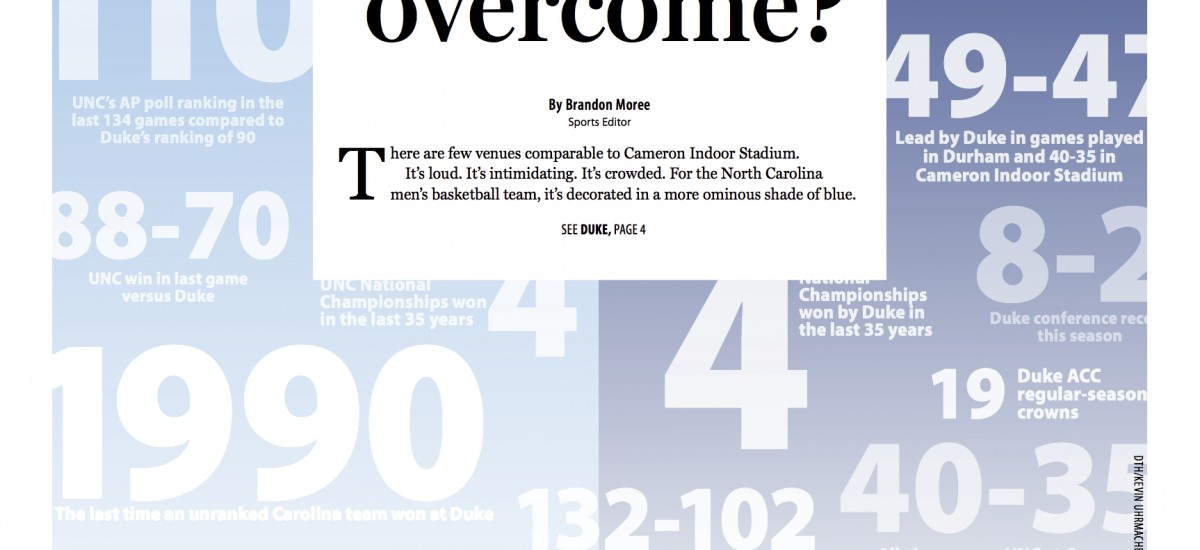 overcome?
110
UNC's AP poll ranking in the
last 134 games compared to
Duke's ranking of 90
By Brandon Moree
Sports Editor
There are few venues comparable to Cameron Indoor Stadium.
It's loud. It's intimidating. It's crowded. For the North Carolina
men's basketball team, it's decorated in a more ominous shade of blue.
SEE DUKE, PAGE 4
49-47
Lead by Duke in games played
in Durham and 40-35 in
Cameron Indoor Stadium
88-70
UNC win in last game
versus Duke
UNC National
Championships won
in the last 35 years
4
4
National
Championships
won by Duke in
the last 35 years
8-2
Duke conference reco
this season
19
Duke ACC
regular-season
crowns
1990
The last time an unranked Carolina team won at Duke
132-102
40-35
DTH/KEVIN UHRMACHE